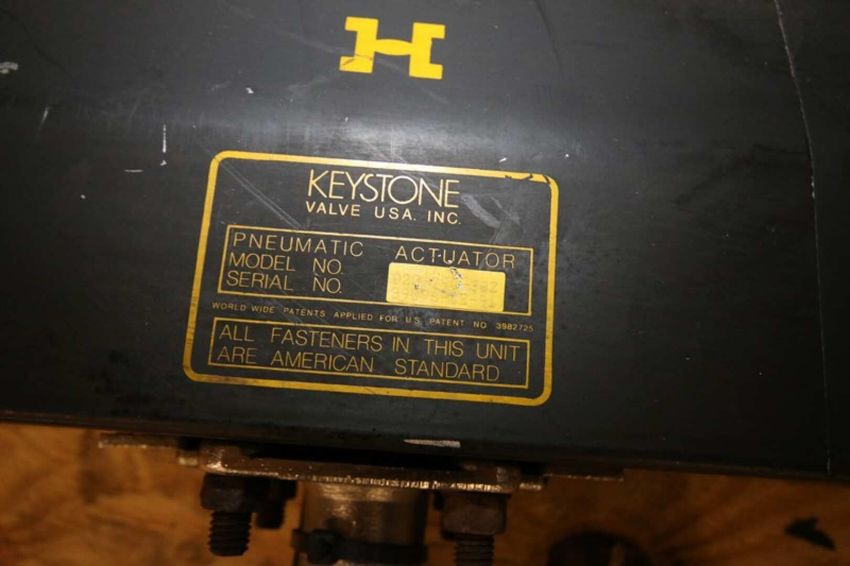 KEYSTONE
VALVE USA. INC.
PNEUMATIC ACTUATOR
MODEL NO.
SERIAL NO.
WORLD WIDE PATENTS APPLIED FOR U.S. PATENT NO 3982725
ALL FASTENERS IN THIS UNIT
ARE AMERICAN STANDARD